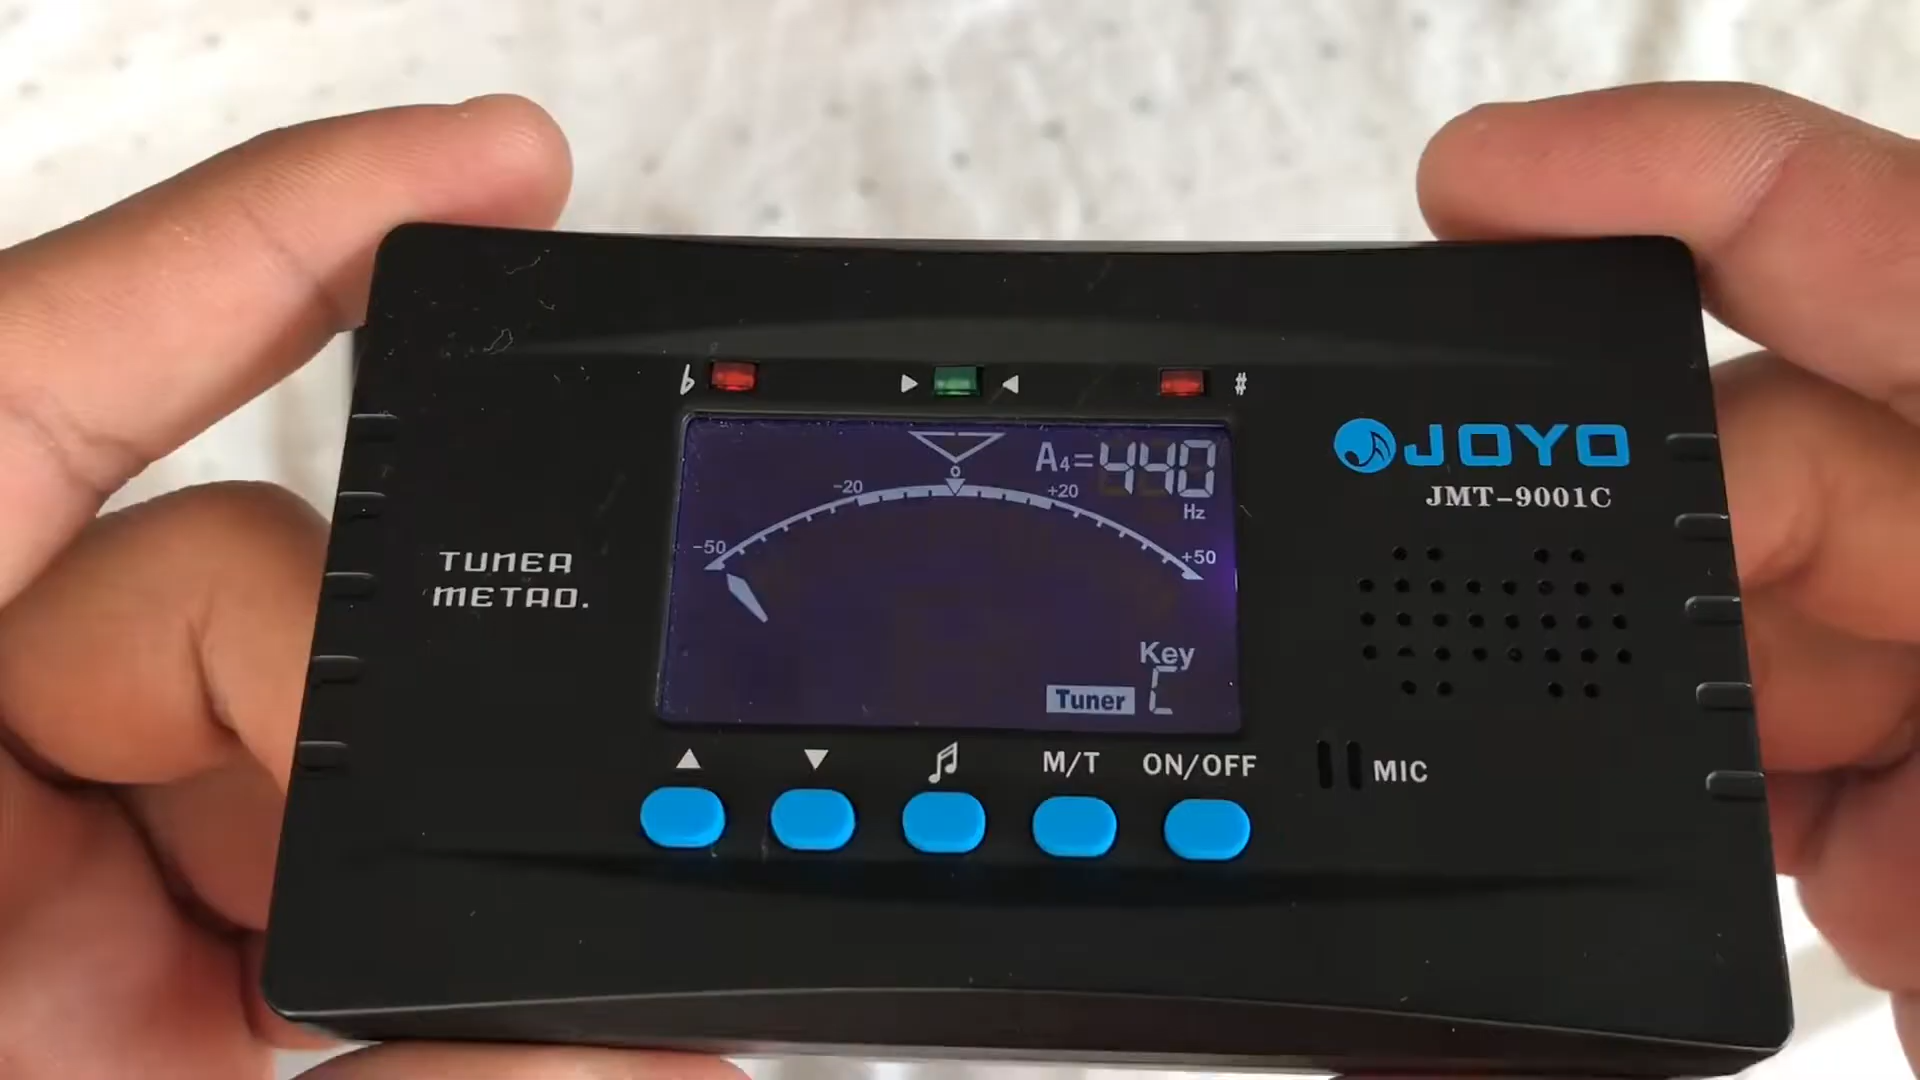 ♭ ▶ ◀ #
A4=440
Hz
0
-20 +20
-50 +50
Key
Tuner C
JOYO
JMT-9001C
TUNER
METRO.
▲ ▼ ♫ M/T ON/OFF
MIC